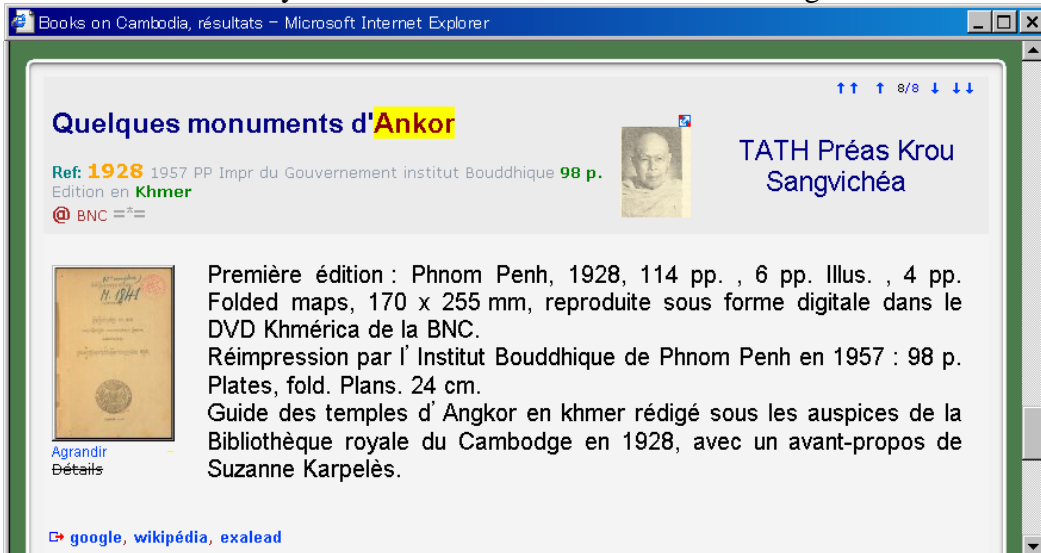 Books on Cambodia, résultats – Microsoft Internet Explorer
↑↑ ↑ 8/8 ↓ ↓↓
Quelques monuments d'Ankor
TATH Préas Krou
Sangvichéa
Ref: 1928 1957 PP Impr du Gouvernement institut Bouddhique 98 p.
Edition en Khmer
@ BNC =*=
M. 1841
Première édition : Phnom Penh, 1928, 114 pp. , 6 pp. Illus. , 4 pp.
Folded maps, 170 x 255 mm, reproduite sous forme digitale dans le
DVD Khmérica de la BNC.
Réimpression par l’Institut Bouddhique de Phnom Penh en 1957 : 98 p.
Plates, fold. Plans. 24 cm.
Guide des temples d’Angkor en khmer rédigé sous les auspices de la
Bibliothèque royale du Cambodge en 1928, avec un avant-propos de
Suzanne Karpelès.
Agrandir –
Détails
google, wikipédia, exalead